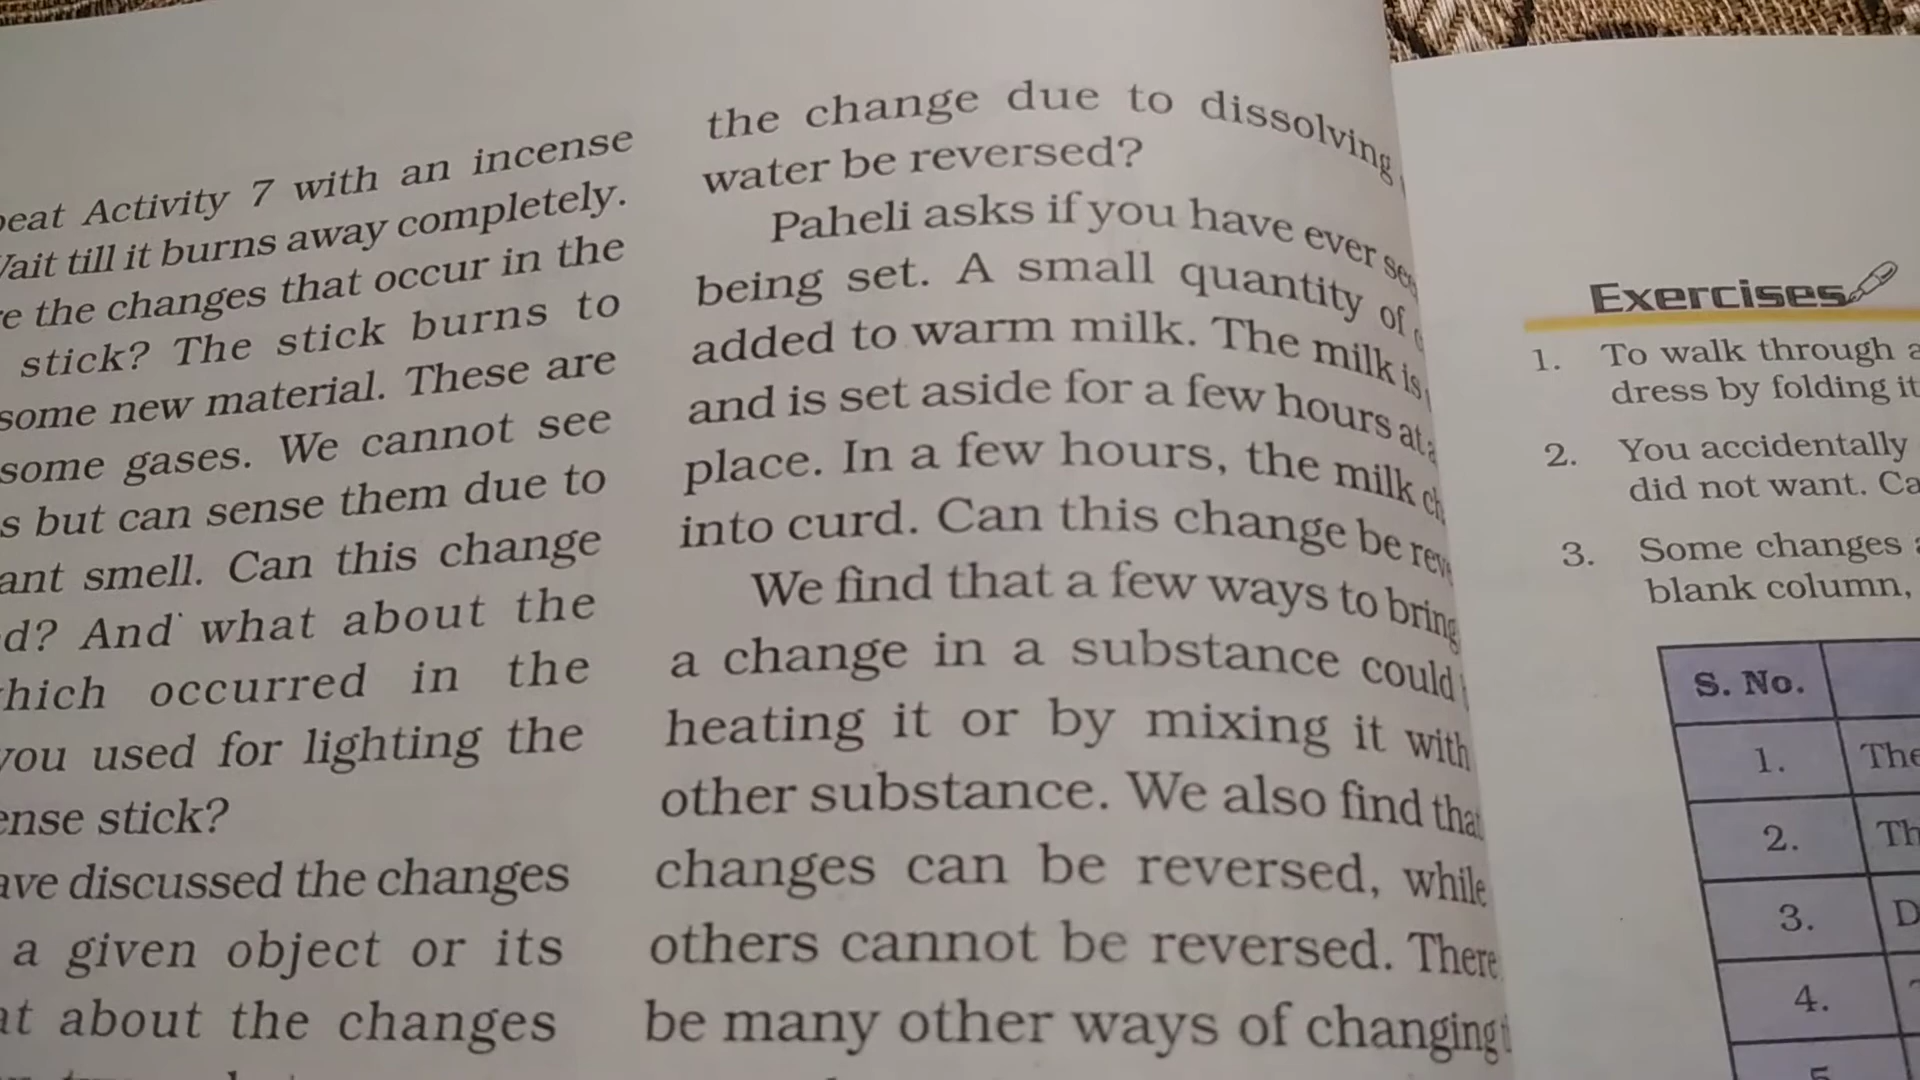 Activity 7 with an incense
till it burns away completely.
the changes that occur in the
stick? The stick burns to
some new material. These are
some gases. We cannot see
but can sense them due to
smell. Can this change
And what about the
occurred in the
you used for lighting the
stick?
discussed the changes
a given object or its
about the changes
the change due to dissolving
water be reversed?
Paheli asks if you have ever
being set. A small quantity of
added to warm milk. The milk is
and is set aside for a few hours at
place. In a few hours, the milk
into curd. Can this change be
We find that a few ways to bring
a change in a substance could
heating it or by mixing it with
other substance. We also find that
changes can be reversed, while
others cannot be reversed. There
be many other ways of changing
Exercises
1. To walk through a
dress by folding it
2. You accidentally
did not want.
3. Some changes
blank column,
S. No.
1.
2.
3.
4.